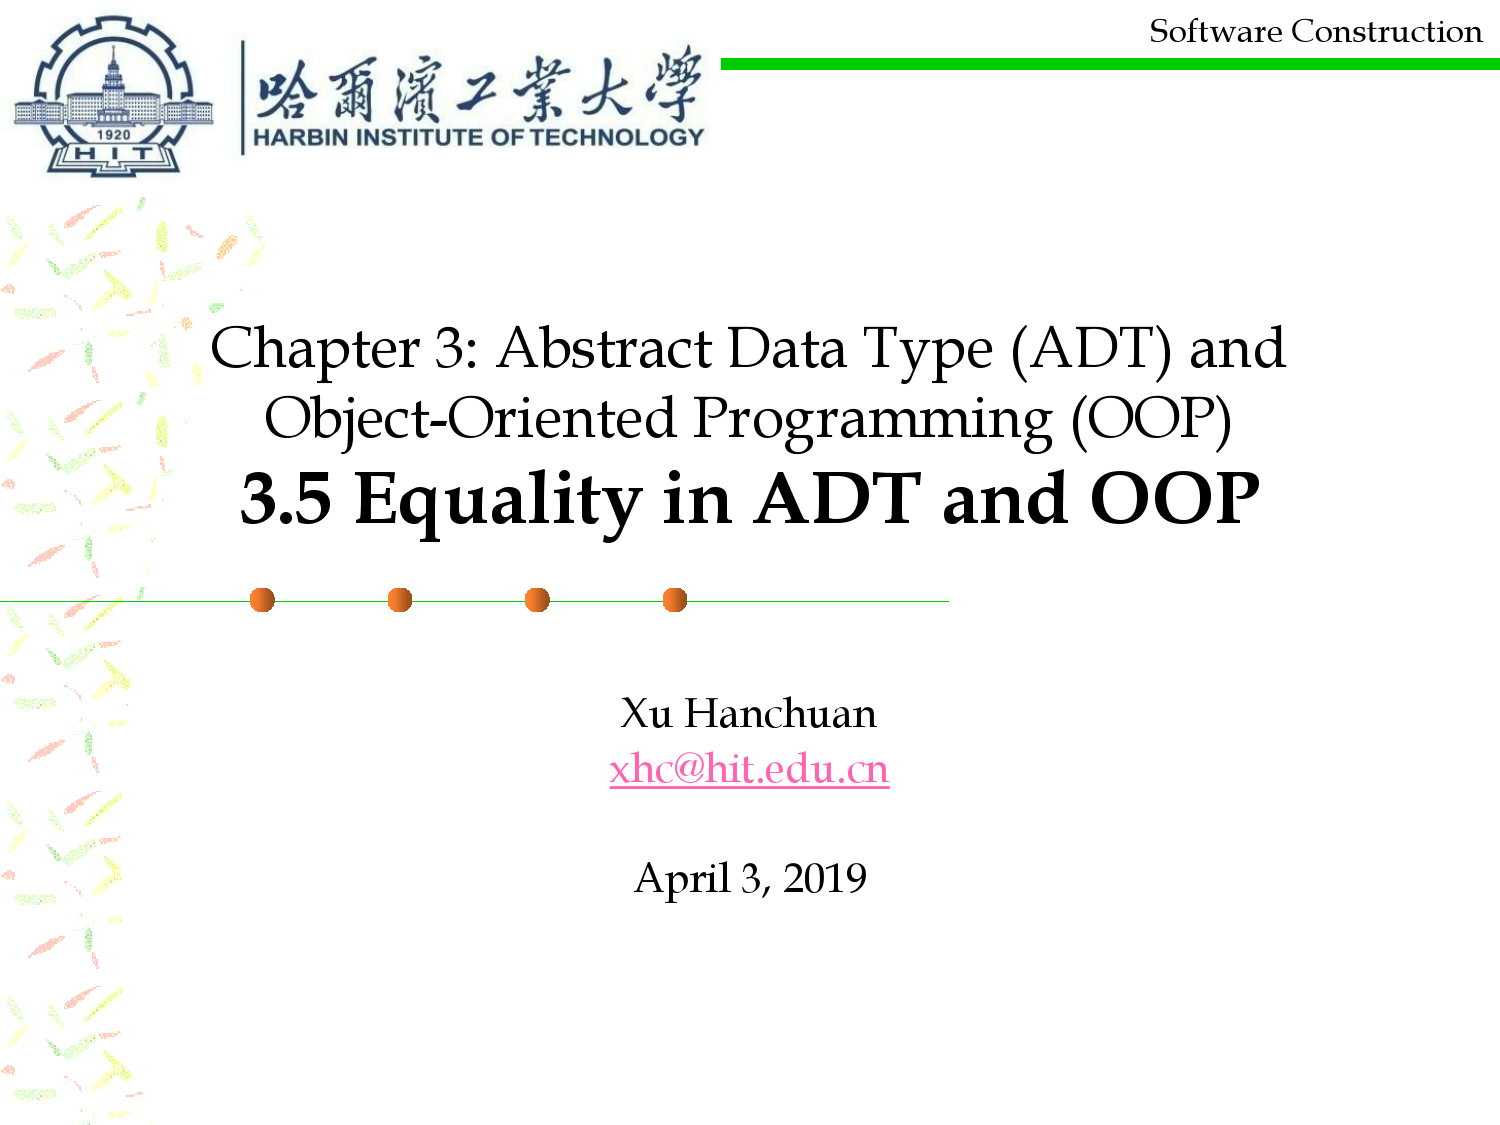 Software Construction
哈爾濱工業大學
HARBIN INSTITUTE OF TECHNOLOGY
1920
HIT
Chapter 3: Abstract Data Type (ADT) and
Object-Oriented Programming (OOP)
3.5 Equality in ADT and OOP
Xu Hanchuan
xhc@hit.edu.cn
April 3, 2019